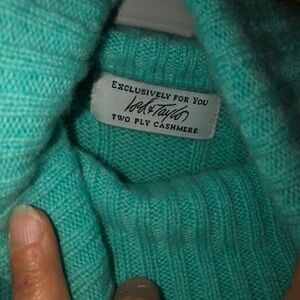 EXCLUSIVELY FOR YOU
Lord & Taylor
TWO PLY CASHMERE